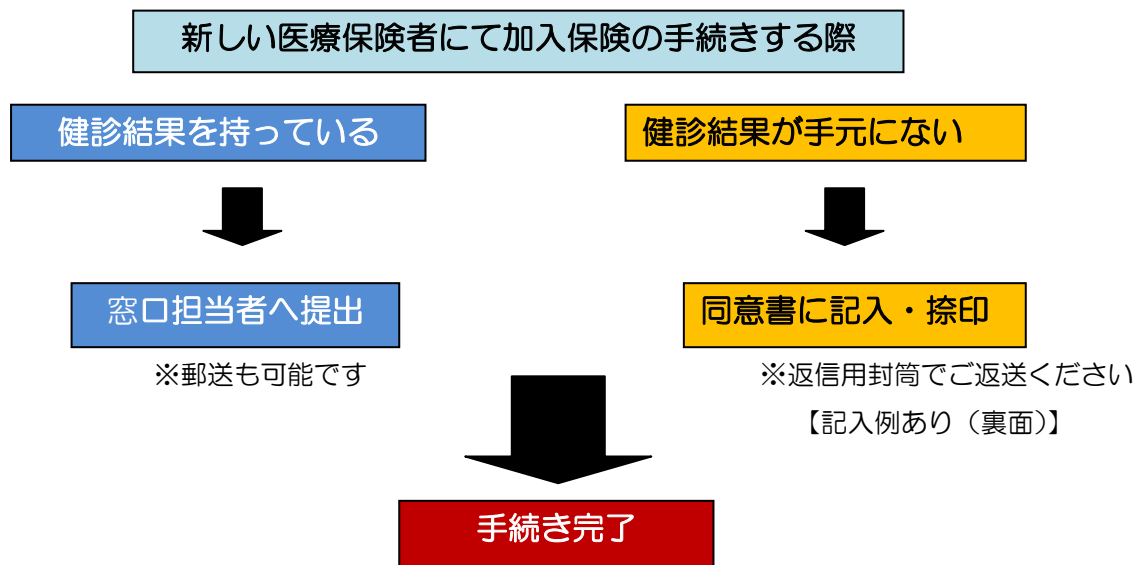 新しい医療保険者にて加入保険の手続きする際
健診結果を持っている
健診結果が手元にない
窓口担当者へ提出
同意書に記入・捺印
※郵送も可能です
※返信用封筒でご返送ください
【記入例あり（裏面）】
手続き完了